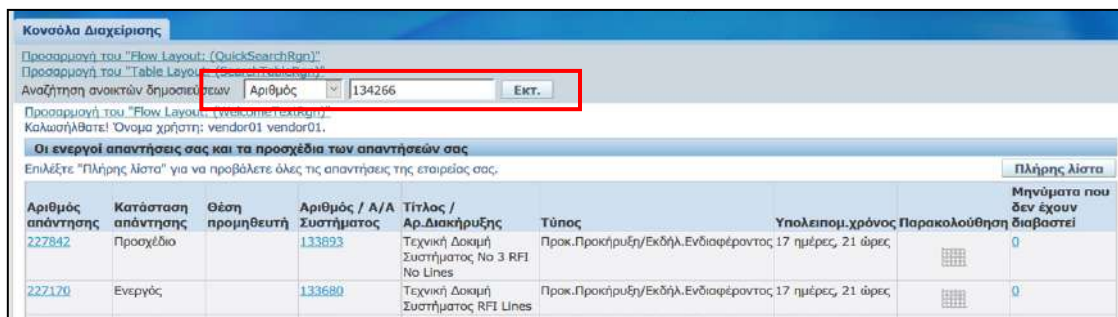 Κονσόλα Διαχείρισης
Προσαρμογή του "Flow Layout: (QuickSearchRgn)"
Προσαρμογή του "Table Layout: (SearchTableRgn)"
Αναζήτηση ανοικτών δημοσιεύσεων Αριθμός 134266 Εκτ.
Προσαρμογή του "Flow Layout: (WelcomeTextRgn)"
Καλωσήλθατε! Όνομα χρήστη: vendor01 vendor01.
Οι ενεργοί απαντήσεις σας και τα προσχέδια των απαντήσεών σας
Επιλέξτε "Πλήρης λίστα" για να προβάλετε όλες τις απαντήσεις της εταιρείας σας. Πλήρης λίστα
Μηνύματα που
Αριθμός Κατάσταση Θέση Αριθμός / Α/Α Τίτλος / δεν έχουν
απάντησης απάντησης προμηθευτή Συστήματος Αρ.Διακήρυξης Τύπος Υπολειπομ.χρόνος Παρακολούθηση διαβαστεί
227842 Προσχέδιο 133893 Τεχνική Δοκιμή Προκ.Προκήρυξη/Εκδήλ.Ενδιαφέροντος 17 ημέρες, 21 ώρες 0
Συστήματος No 3 RFI
No Lines
227170 Ενεργός 133680 Τεχνική Δοκιμή Προκ.Προκήρυξη/Εκδήλ.Ενδιαφέροντος 17 ημέρες, 21 ώρες 0
Συστήματος RFI Lines